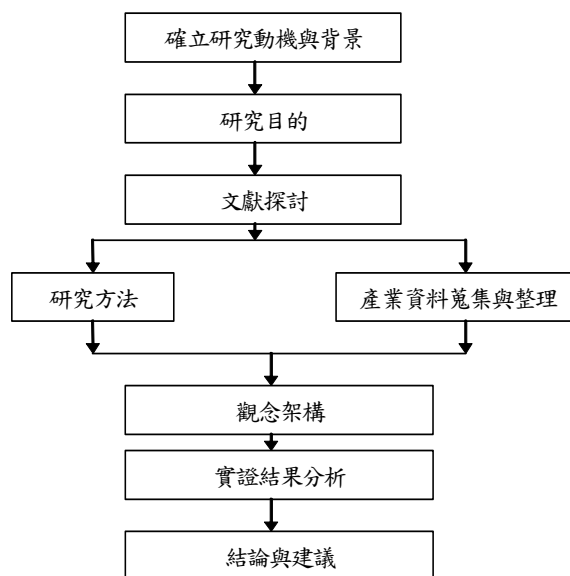 確立研究動機與背景
研究目的
文獻探討
研究方法
產業資料蒐集與整理
觀念架構
實證結果分析
結論與建議